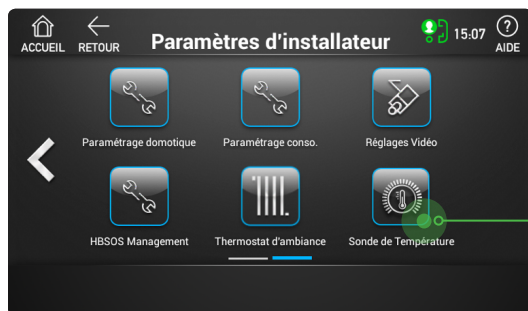 ACCUEIL
RETOUR
Paramètres d'installateur
15:07
?
AIDE
Paramétrage domotique
Paramétrage conso.
Réglages Vidéo
HBSOS Management
Thermostat d'ambiance
Sonde de Température